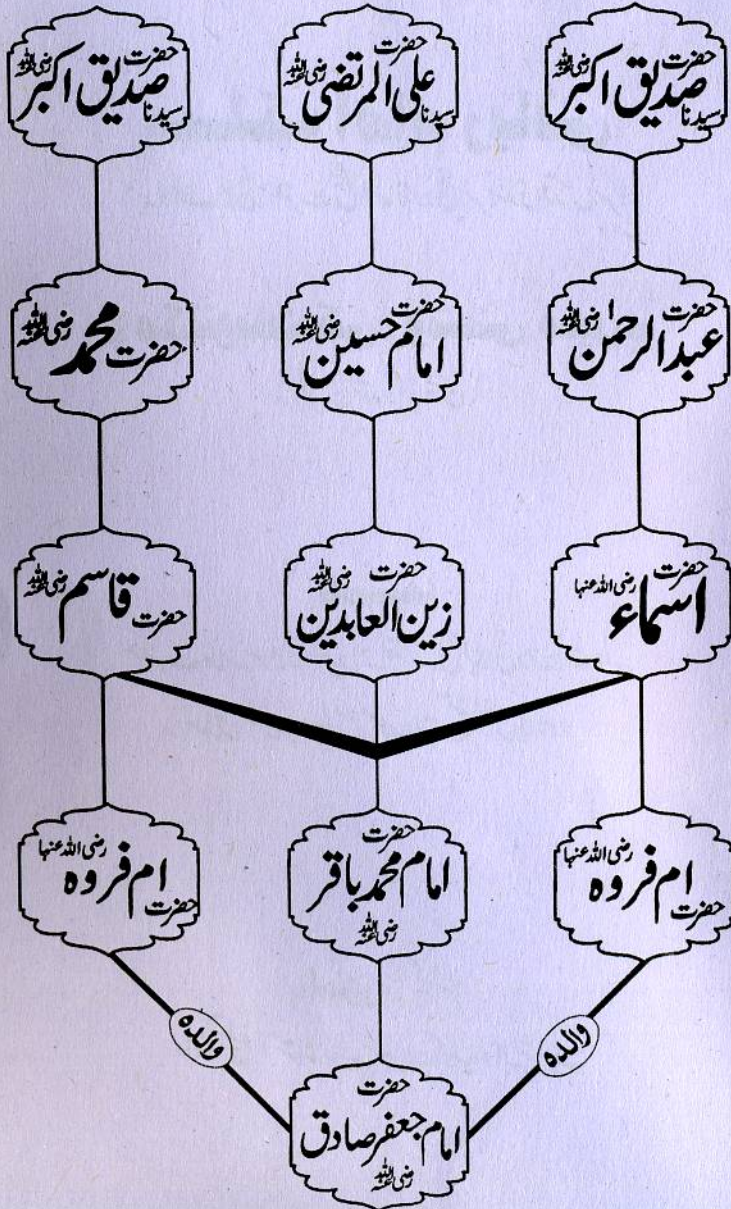 سیدنا حضرت صدیق اکبر رضی اللہ عنہ
سیدنا حضرت علی المرتضی رضی اللہ عنہ
سیدنا حضرت صدیق اکبر رضی اللہ عنہ
حضرت عبدالرحمٰن رضی اللہ عنہ
حضرت امام حسین رضی اللہ عنہ
حضرت محمد رضی اللہ عنہ
حضرت اسماء رضی اللہ عنہا
حضرت زین العابدین رضی اللہ عنہ
حضرت قاسم رضی اللہ عنہ
حضرت ام فروہ رضی اللہ عنہا
حضرت امام محمد باقر رضی اللہ عنہ
حضرت ام فروہ رضی اللہ عنہا
والدہ
والدہ
حضرت امام جعفر صادق رضی اللہ عنہ